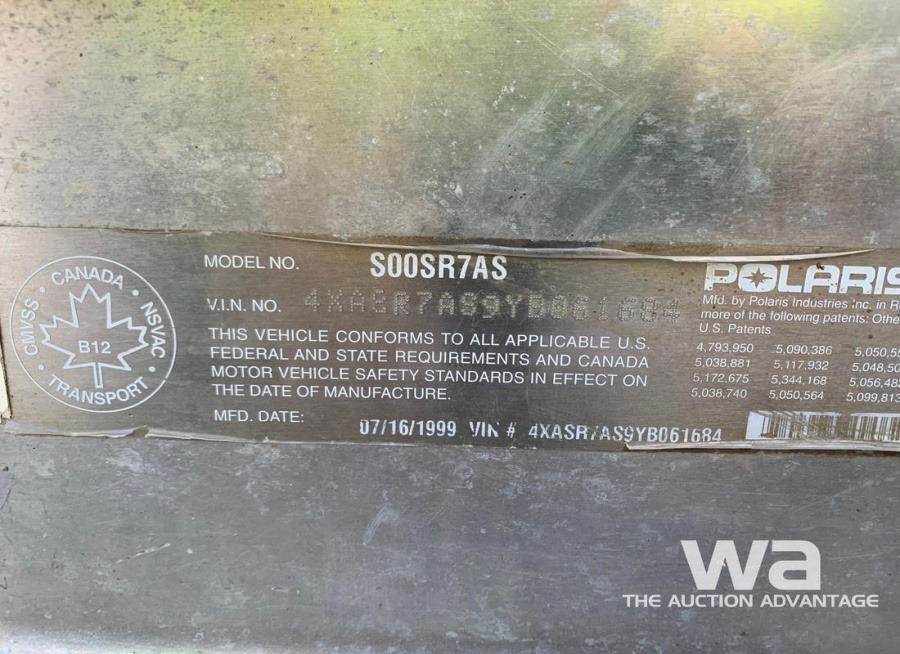 CANADA
CMVSS
NSVAC
B12
TRANSPORT
MODEL NO. S00SR7AS
V.I.N. NO. 4XASR7AS9YB061684
THIS VEHICLE CONFORMS TO ALL APPLICABLE U.S.
FEDERAL AND STATE REQUIREMENTS AND CANADA
MOTOR VEHICLE SAFETY STANDARDS IN EFFECT ON
THE DATE OF MANUFACTURE.
MFD. DATE: 07/16/1999 VIN # 4XASR7AS9YB061684
POLARIS
Mfd. by Polaris Industries Inc. in
more of the following patents:
U.S. Patents
4,793,950 5,090,386
5,038,881 5,117,932
5,172,675 5,344,168
5,038,740 5,050,564 5,099,813
wa
THE AUCTION ADVANTAGE